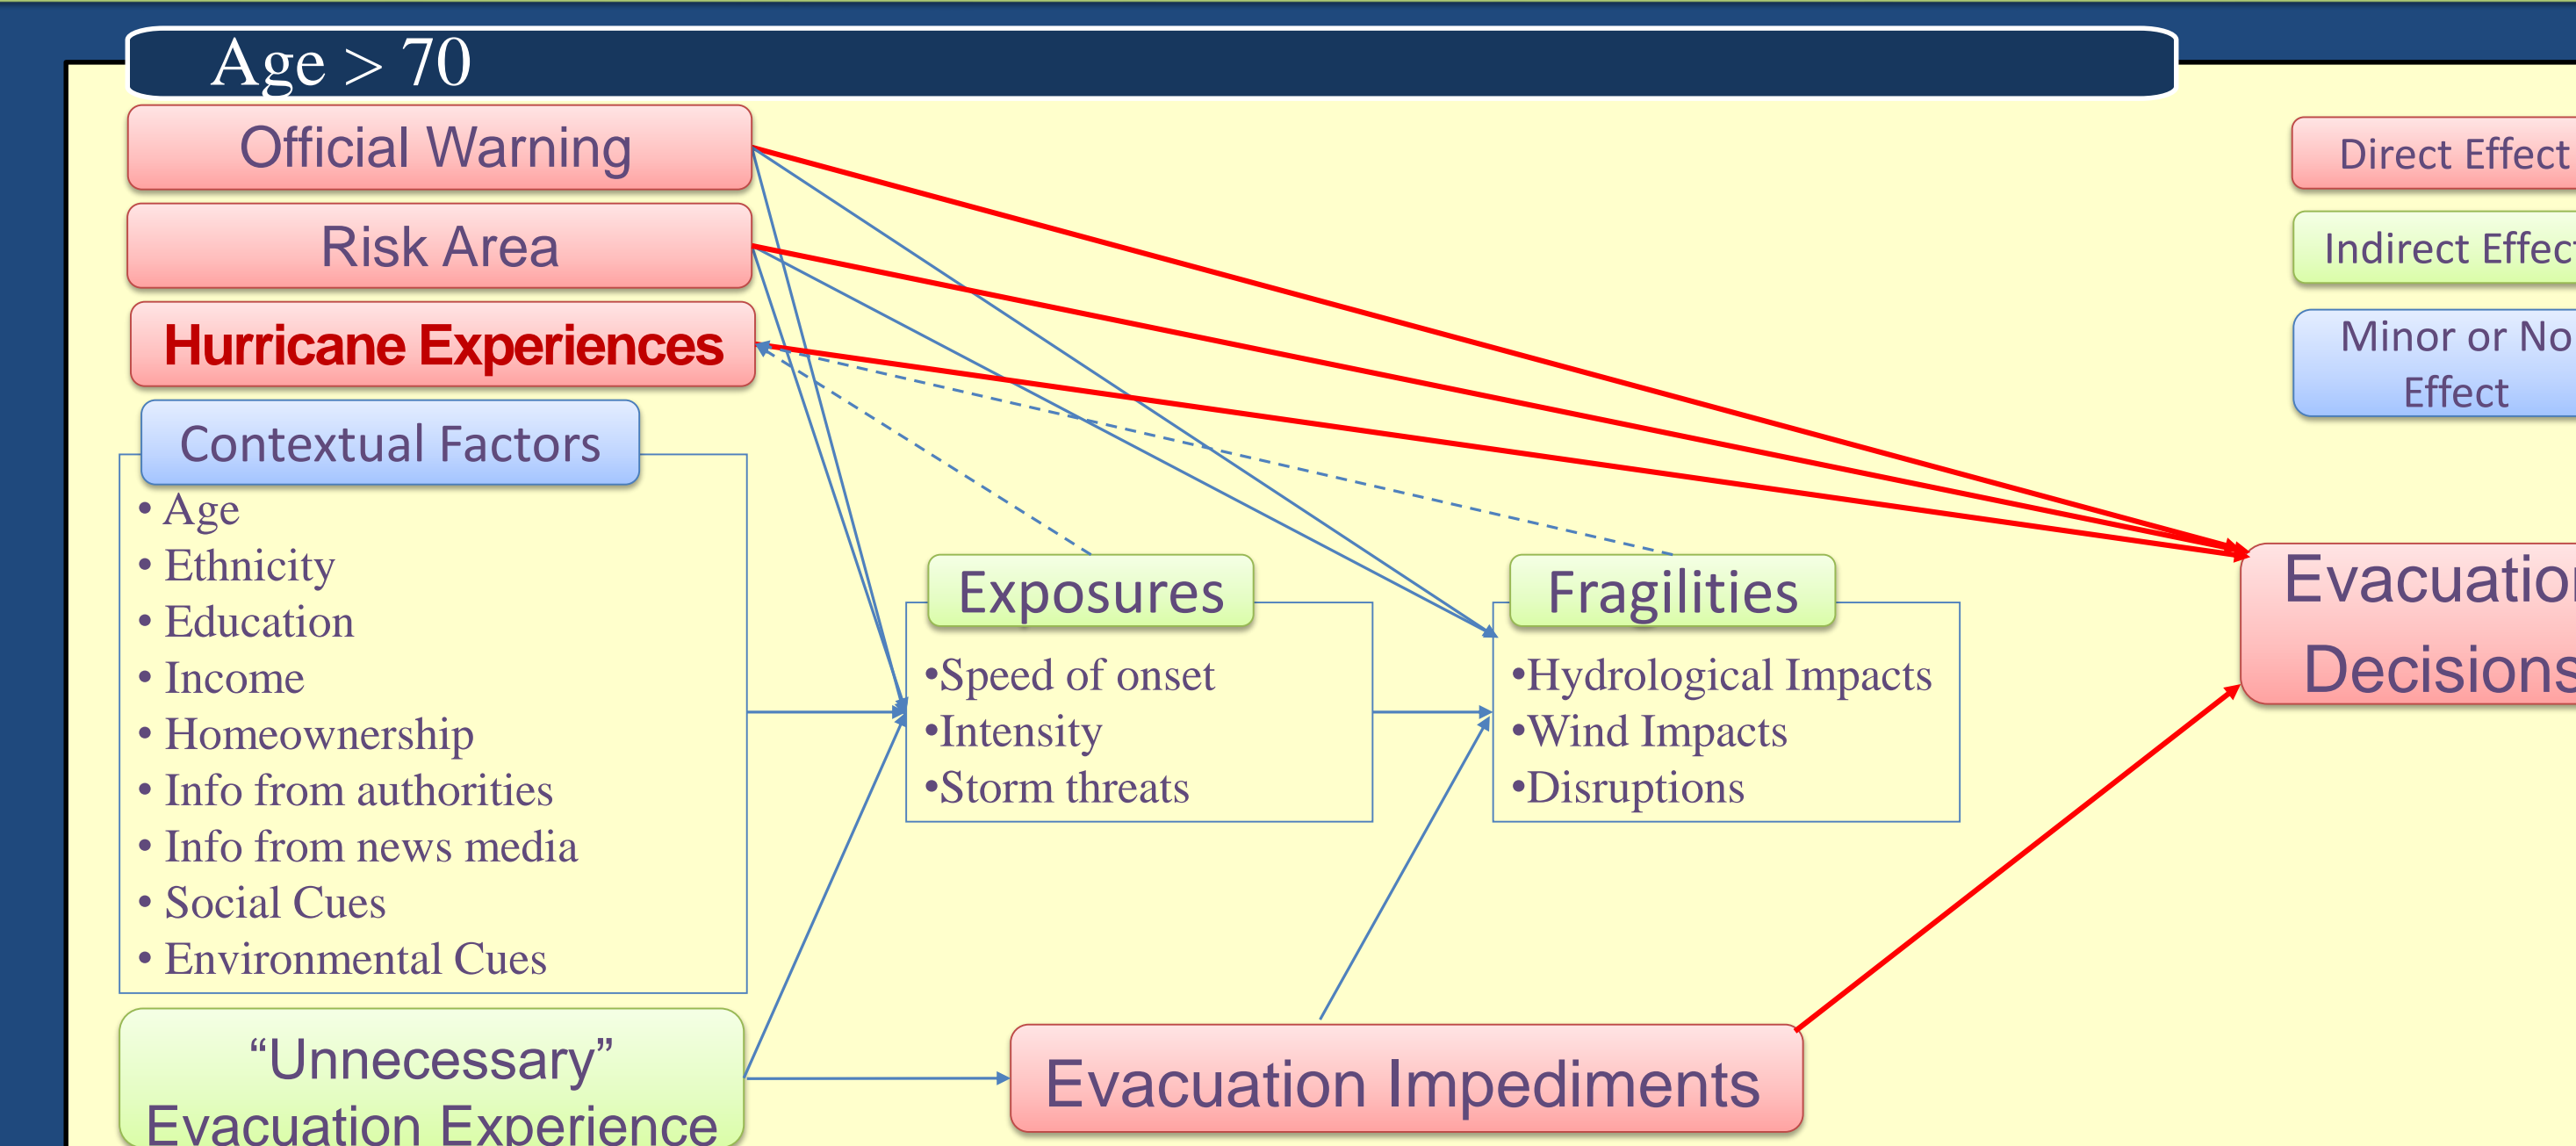 Age > 70
Official Warning
Risk Area
Hurricane Experiences
Contextual Factors
• Age
• Ethnicity
• Education
• Income
• Homeownership
• Info from authorities
• Info from news media
• Social Cues
• Environmental Cues
“Unnecessary”
Evacuation Experience
Exposures
•Speed of onset
•Intensity
•Storm threats
Fragilities
•Hydrological Impacts
•Wind Impacts
•Disruptions
Evacuation Impediments
Direct Effect
Indirect Effect
Minor or No
Effect
Evacuation
Decisions